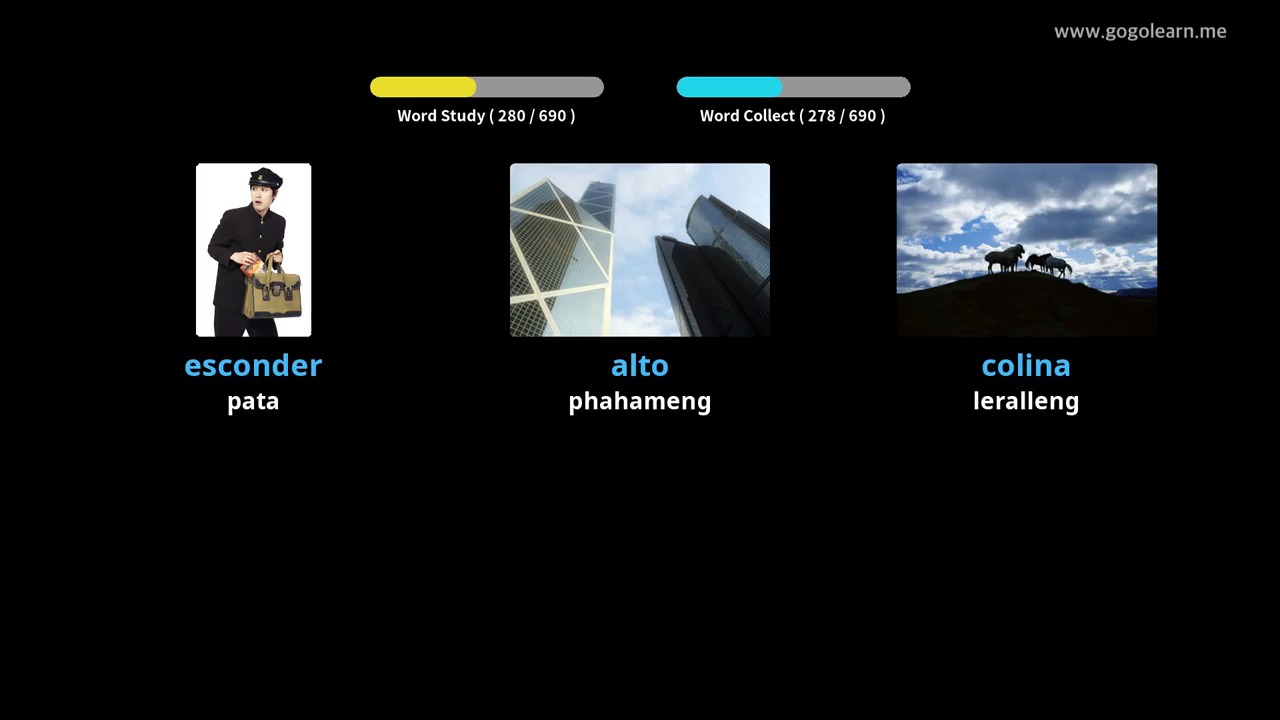 www.gogolearn.me
Word Study ( 280 / 690 )
Word Collect ( 278 / 690 )
esconder
alto
colina
pata
phahameng
leralleng